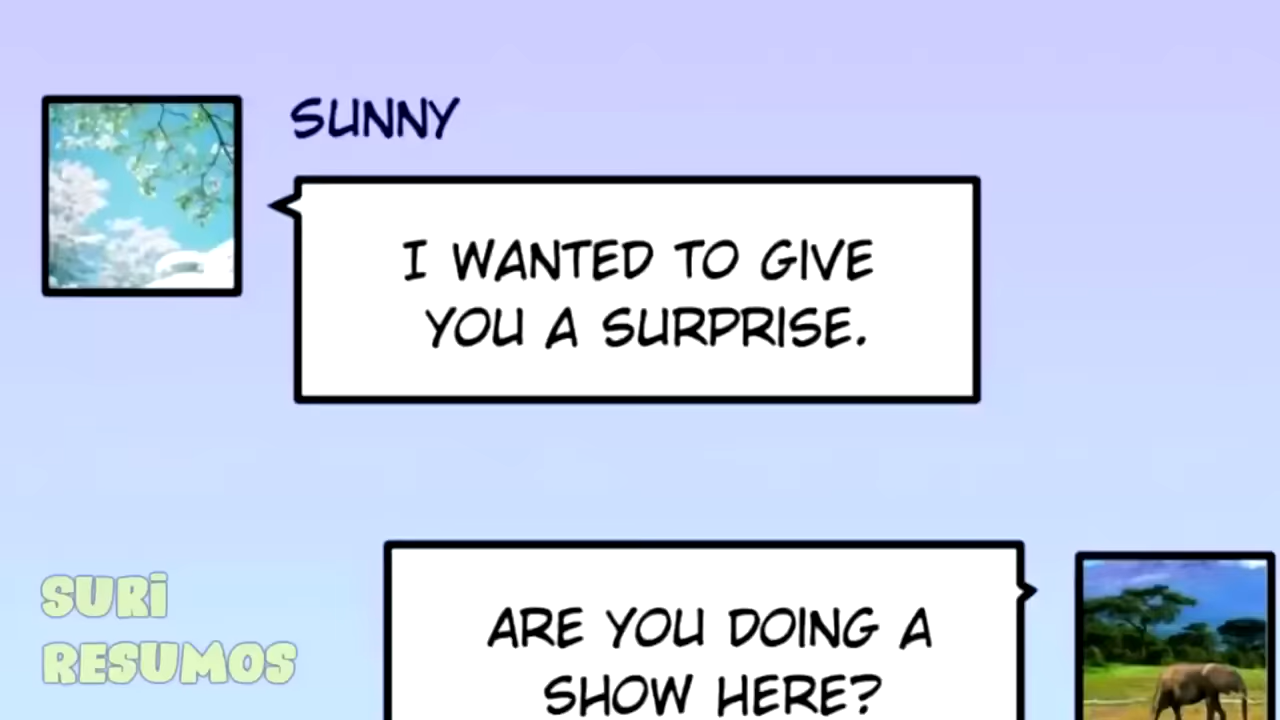 SUNNY
I WANTED TO GIVE
YOU A SURPRISE.
ARE YOU DOING A
SHOW HERE?
SURI
RESUMOS